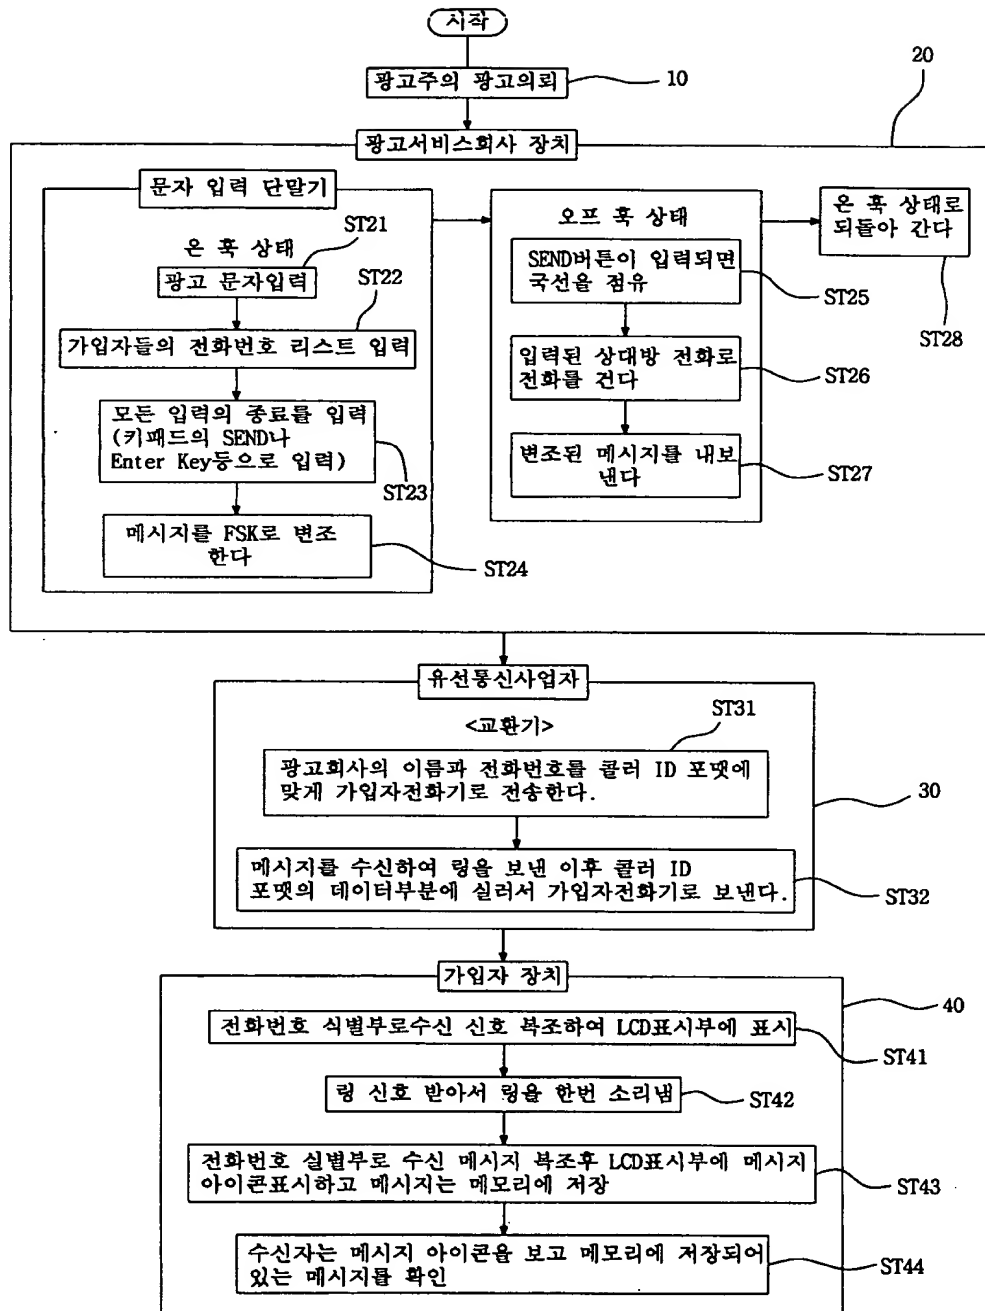 시작
광고주의 광고의뢰
10
20
광고서비스회사 장치
문자 입력 단말기
온 훅 상태
ST21
광고 문자입력
ST22
가입자들의 전화번호 리스트 입력
모든 입력의 종료를 입력
(키패드의 SEND나
Enter Key등으로 입력)
ST23
메시지를 FSK로 변조
한다
ST24
오프 훅 상태
SEND버튼이 입력되면
국선을 점유
ST25
입력된 상대방 전화로
전화를 건다
ST26
변조된 메시지를 내보
낸다
ST27
온 훅 상태로
되돌아 간다
ST28
유선통신사업자
<교환기>
ST31
광고회사의 이름과 전화번호를 콜러 ID 포맷에
맞게 가입자전화기로 전송한다.
30
메시지를 수신하여 링을 보낸 이후 콜러 ID
포맷의 데이터부분에 실러서 가입자전화기로 보낸다.
ST32
가입자 장치
40
전화번호 식별부로수신 신호 복조하여 LCD표시부에 표시
ST41
링 신호 받아서 링을 한번 소리냄
ST42
전화번호 실별부로 수신 메시지 복조후 LCD표시부에 메시지
아이콘표시하고 메시지는 메모리에 저장
ST43
수신자는 메시지 아이콘을 보고 메모리에 저장되어
있는 메시지를 확인
ST44